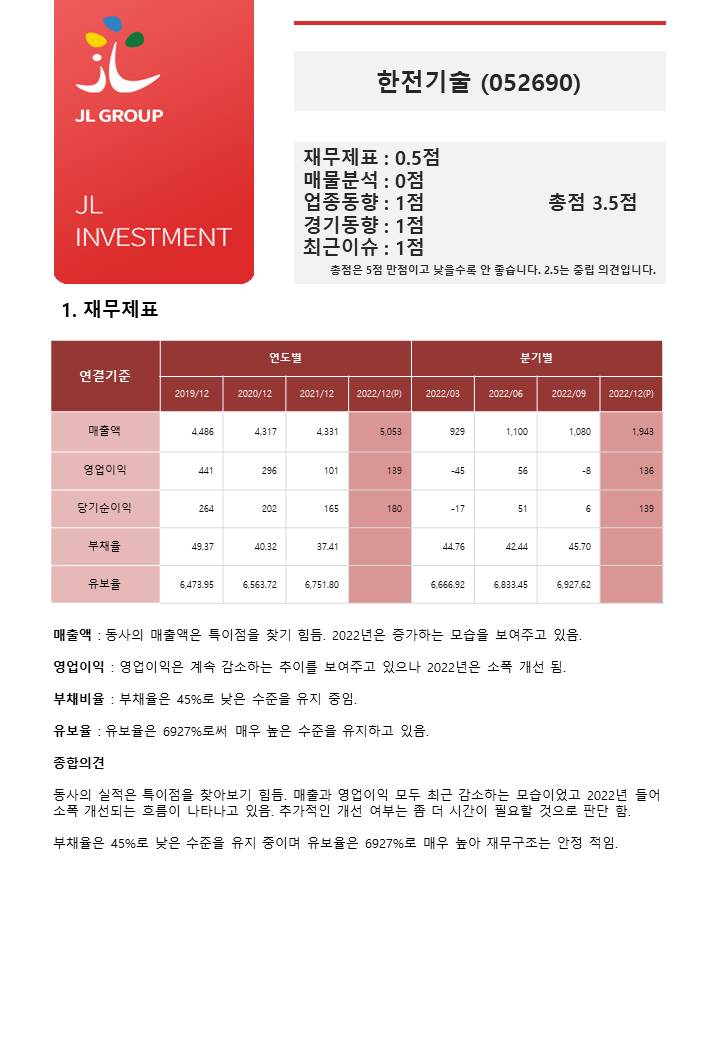 JL GROUP
JL
INVESTMENT
한전기술 (052690)
재무제표 : 0.5점
매물분석 : 0점
업종동향 : 1점
총점 3.5점
경기동향 : 1점
최근이슈 : 1점
총점은 5점 만점이고 낮을수록 안 좋습니다. 2.5는 중립 의견입니다.
1. 재무제표
연결기준 연도별 분기별
2019/12 2020/12 2021/12 2022/12(P) 2022/03 2022/06 2022/09 2022/12(P)
매출액 4,486 4,317 4,331 5,053 929 1,100 1,080 1,943
영업이익 441 296 101 139 -45 56 -8 136
당기순이익 264 202 165 180 -17 51 6 139
부채율 49.37 40.32 37.41 44.76 42.44 45.70
유보율 6,473.95 6,563.72 6,751.80 6,666.92 6,833.45 6,927.62
매출액 : 동사의 매출액은 특이점을 찾기 힘듬. 2022년은 증가하는 모습을 보여주고 있음.
영업이익 : 영업이익은 계속 감소하는 추이를 보여주고 있으나 2022년은 소폭 개선 됨.
부채비율 : 부채율은 45%로 낮은 수준을 유지 중임.
유보율 : 유보율은 6927%로써 매우 높은 수준을 유지하고 있음.
종합의견
동사의 실적은 특이점을 찾아보기 힘듬. 매출과 영업이익 모두 최근 감소하는 모습이었고 2022년 들어
소폭 개선되는 흐름이 나타나고 있음. 추가적인 개선 여부는 좀 더 시간이 필요할 것으로 판단 함.
부채율은 45%로 낮은 수준을 유지 중이며 유보율은 6927%로 매우 높아 재무구조는 안정 적임.